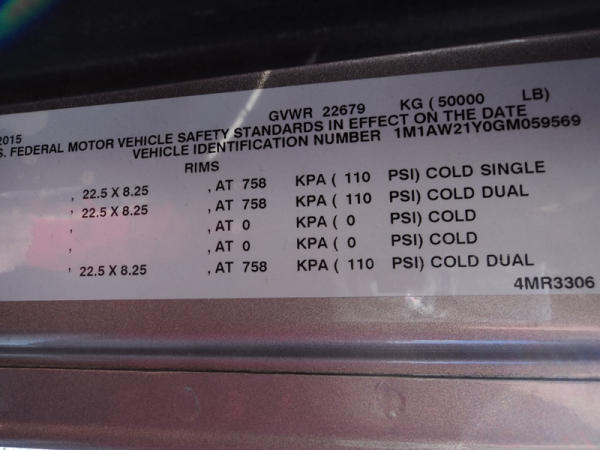 GVWR 22679 KG ( 50000 LB)
2015
S. FEDERAL MOTOR VEHICLE SAFETY STANDARDS IN EFFECT ON THE DATE
VEHICLE IDENTIFICATION NUMBER 1M1AW21Y0GM059569
RIMS
, 22.5 X 8.25 , AT 758 KPA ( 110 PSI) COLD SINGLE
, 22.5 X 8.25 , AT 758 KPA ( 110 PSI) COLD DUAL
, , AT 0 KPA ( 0 PSI) COLD
, , AT 0 KPA ( 0 PSI) COLD
, 22.5 X 8.25 , AT 758 KPA ( 110 PSI) COLD DUAL
4MR3306